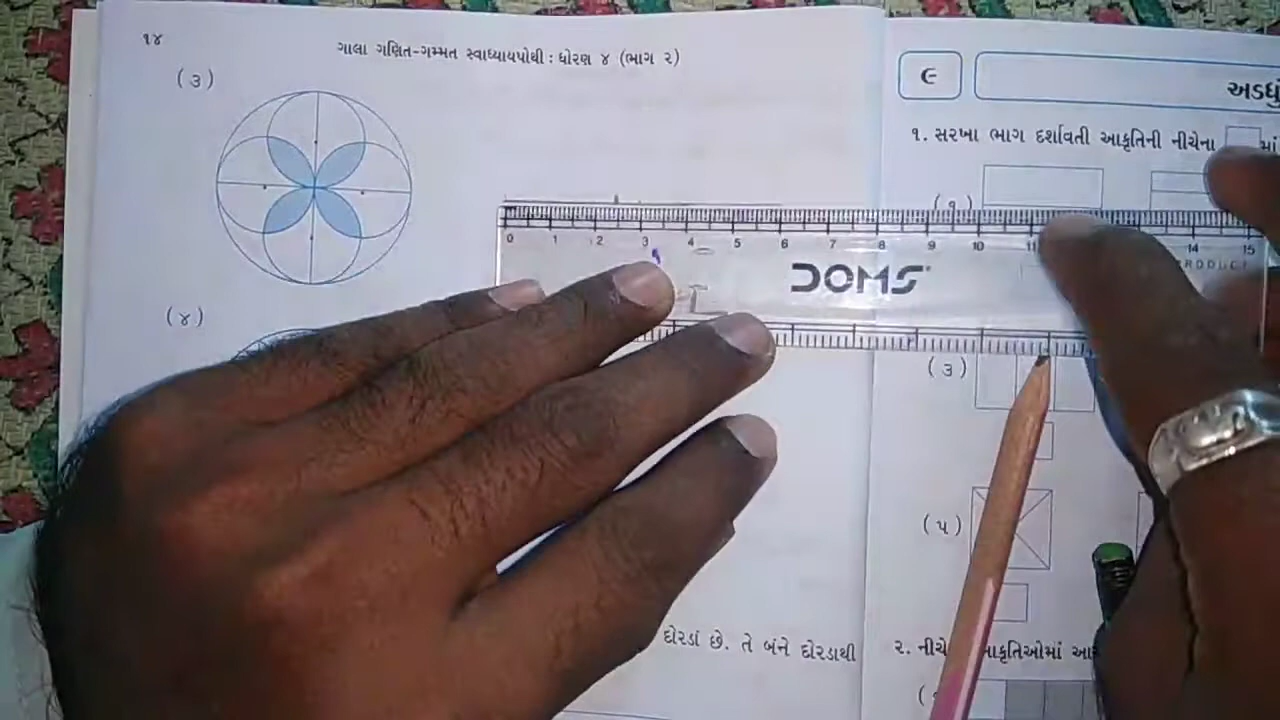 ૧૪
ગાલા ગણિત-ગમ્મત સ્વાધ્યાયપોથી : ધોરણ ૪ (ભાગ ૨)
(૩)
(૪)
દોરડાં છે. તે બંને દોરડાથી
૯
અડધું
૧. સરખા ભાગ દર્શાવતી આકૃતિની નીચેના માં
(૧)
0 1 2 3 4 5 6 7 8 9 10 11 14 15
DOMS
(૩)
(૫)
૨. નીચે આકૃતિઓમાં